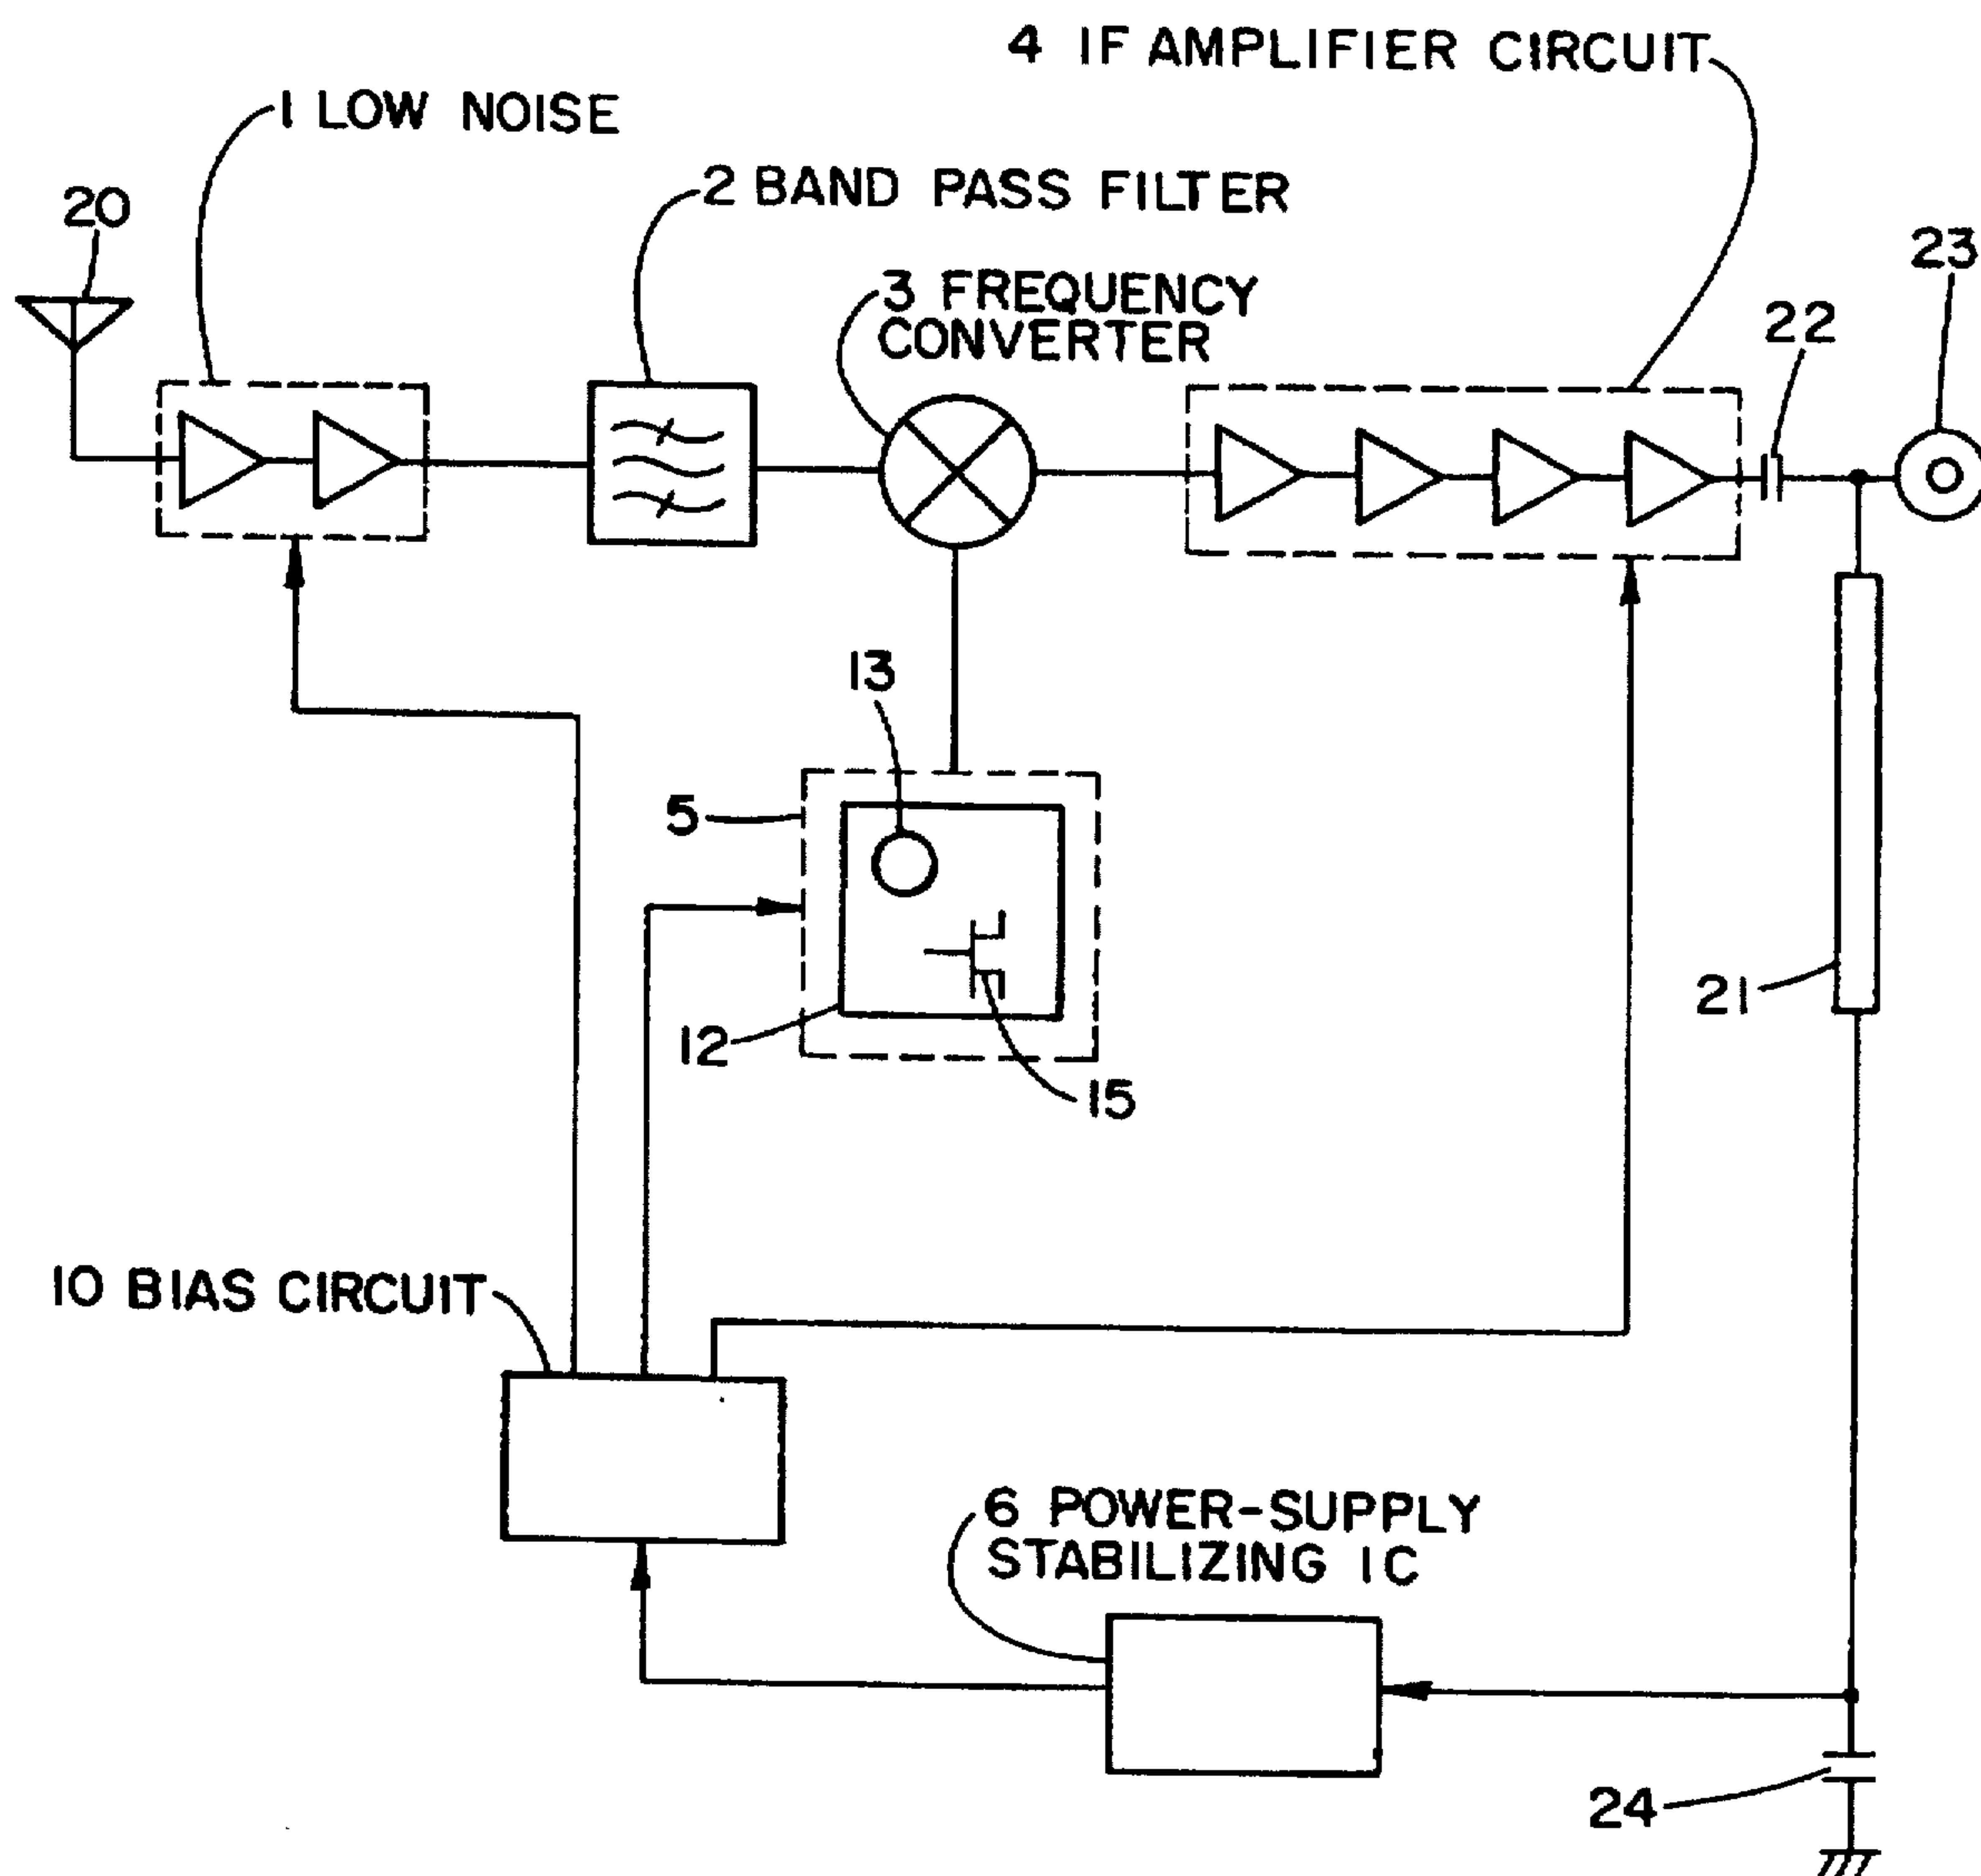 4 IF AMPLIFIER CIRCUIT
1 LOW NOISE
2 BAND PASS FILTER
20
23
3 FREQUENCY
CONVERTER
22
13
5
21
12
15
10 BIAS CIRCUIT
6 POWER-SUPPLY
STABILIZING IC
24